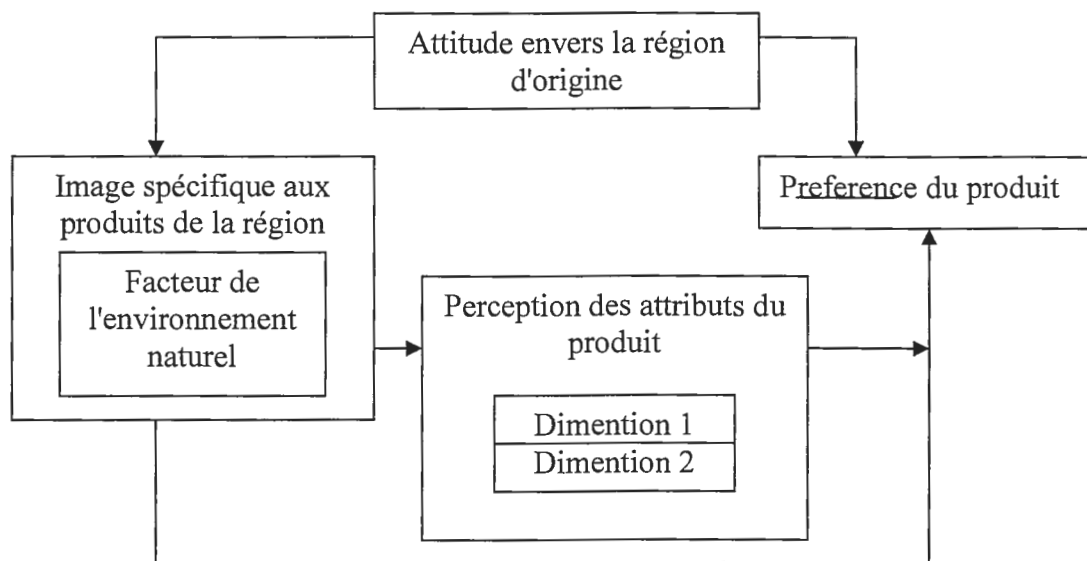 Attitude envers la région
d'origine
Image spécifique aux
produits de la région
Preference du produit
Facteur de
l'environnement
naturel
Perception des attributs du
produit
Dimention 1
Dimention 2